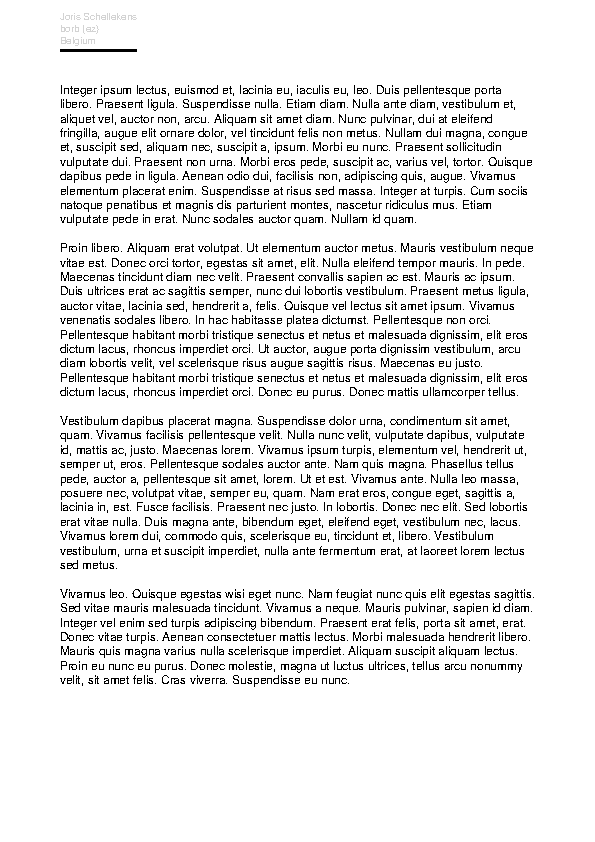 Joris Schellekens
borb (ez)
Belgium
Integer ipsum lectus, euismod et, lacinia eu, iaculis eu, leo. Duis pellentesque porta
libero. Praesent ligula. Suspendisse nulla. Etiam diam. Nulla ante diam, vestibulum et,
aliquet vel, auctor non, arcu. Aliquam sit amet diam. Nunc pulvinar, dui at eleifend
fringilla, augue elit ornare dolor, vel tincidunt felis non metus. Nullam dui magna, congue
et, suscipit sed, aliquam nec, suscipit a, ipsum. Morbi eu nunc. Praesent sollicitudin
vulputate dui. Praesent non urna. Morbi eros pede, suscipit ac, varius vel, tortor. Quisque
dapibus pede in ligula. Aenean odio dui, facilisis non, adipiscing quis, augue. Vivamus
elementum placerat enim. Suspendisse at risus sed massa. Integer at turpis. Cum sociis
natoque penatibus et magnis dis parturient montes, nascetur ridiculus mus. Etiam
vulputate pede in erat. Nunc sodales auctor quam. Nullam id quam.
Proin libero. Aliquam erat volutpat. Ut elementum auctor metus. Mauris vestibulum neque
vitae est. Donec orci tortor, egestas sit amet, elit. Nulla eleifend tempor mauris. In pede.
Maecenas tincidunt diam nec velit. Praesent convallis sapien ac est. Mauris ac ipsum.
Duis ultrices erat ac sagittis semper, nunc dui lobortis vestibulum. Praesent metus ligula,
auctor vitae, lacinia sed, hendrerit a, felis. Quisque vel lectus sit amet ipsum. Vivamus
venenatis sodales libero. In hac habitasse platea dictumst. Pellentesque non orci.
Pellentesque habitant morbi tristique senectus et netus et malesuada dignissim, elit eros
dictum lacus, rhoncus imperdiet orci. Ut auctor, augue porta dignissim vestibulum, arcu
diam lobortis velit, vel scelerisque risus augue sagittis risus. Maecenas eu justo.
Pellentesque habitant morbi tristique senectus et netus et malesuada dignissim, elit eros
dictum lacus, rhoncus imperdiet orci. Donec eu purus. Donec mattis ullamcorper tellus.
Vestibulum dapibus placerat magna. Suspendisse dolor urna, condimentum sit amet,
quam. Vivamus facilisis pellentesque velit. Nulla nunc velit, vulputate dapibus, vulputate
id, mattis ac, justo. Maecenas lorem. Vivamus ipsum turpis, elementum vel, hendrerit ut,
semper ut, eros. Pellentesque sodales auctor ante. Nam quis magna. Phasellus tellus
pede, auctor a, pellentesque sit amet, lorem. Ut et est. Vivamus ante. Nulla leo massa,
posuere nec, volutpat vitae, semper eu, quam. Nam erat eros, congue eget, sagittis a,
lacinia in, est. Fusce facilisis. Praesent nec justo. In lobortis. Donec nec elit. Sed lobortis
erat vitae nulla. Duis magna ante, bibendum eget, eleifend eget, vestibulum nec, lacus.
Vivamus lorem dui, commodo quis, scelerisque eu, tincidunt et, libero. Vestibulum
vestibulum, urna et suscipit imperdiet, nulla ante fermentum erat, at laoreet lorem lectus
sed metus.
Vivamus leo. Quisque egestas wisi eget nunc. Nam feugiat nunc quis elit egestas sagittis.
Sed vitae mauris malesuada tincidunt. Vivamus a neque. Mauris pulvinar, sapien id diam.
Integer vel enim sed turpis adipiscing bibendum. Praesent erat felis, porta sit amet, erat.
Donec vitae turpis. Aenean consectetuer mattis lectus. Morbi malesuada hendrerit libero.
Mauris quis magna varius nulla scelerisque imperdiet. Aliquam suscipit aliquam lectus.
Proin eu nunc eu purus. Donec molestie, magna ut luctus ultrices, tellus arcu nonummy
velit, sit amet felis. Cras viverra. Suspendisse eu nunc.